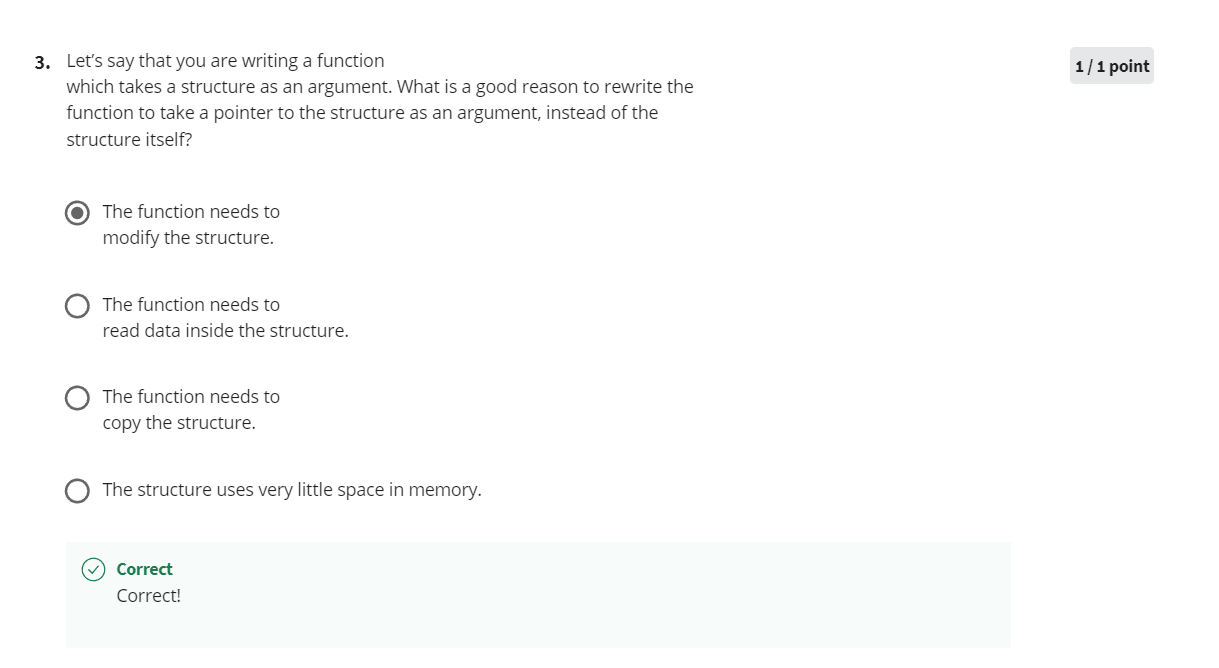 3. Let's say that you are writing a function
1 / 1 point
which takes a structure as an argument. What is a good reason to rewrite the
function to take a pointer to the structure as an argument, instead of the
structure itself?
The function needs to
modify the structure.
The function needs to
read data inside the structure.
The function needs to
copy the structure.
The structure uses very little space in memory.
Correct
Correct!